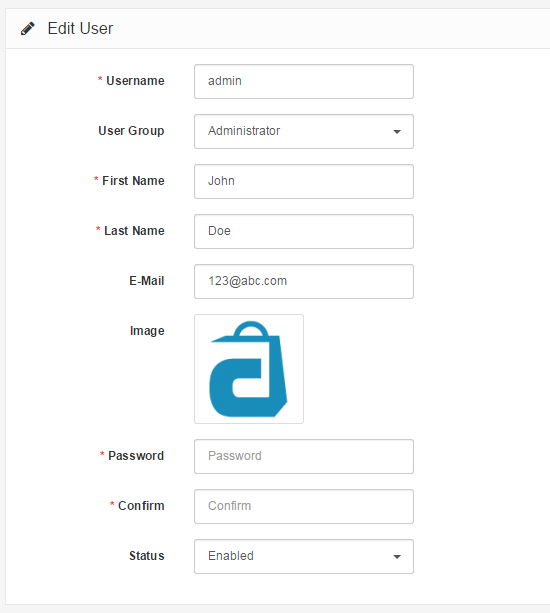 Edit User
* Username admin
User Group Administrator
* First Name John
* Last Name Doe
E-Mail 123@abc.com
Image
* Password Password
* Confirm Confirm
Status Enabled